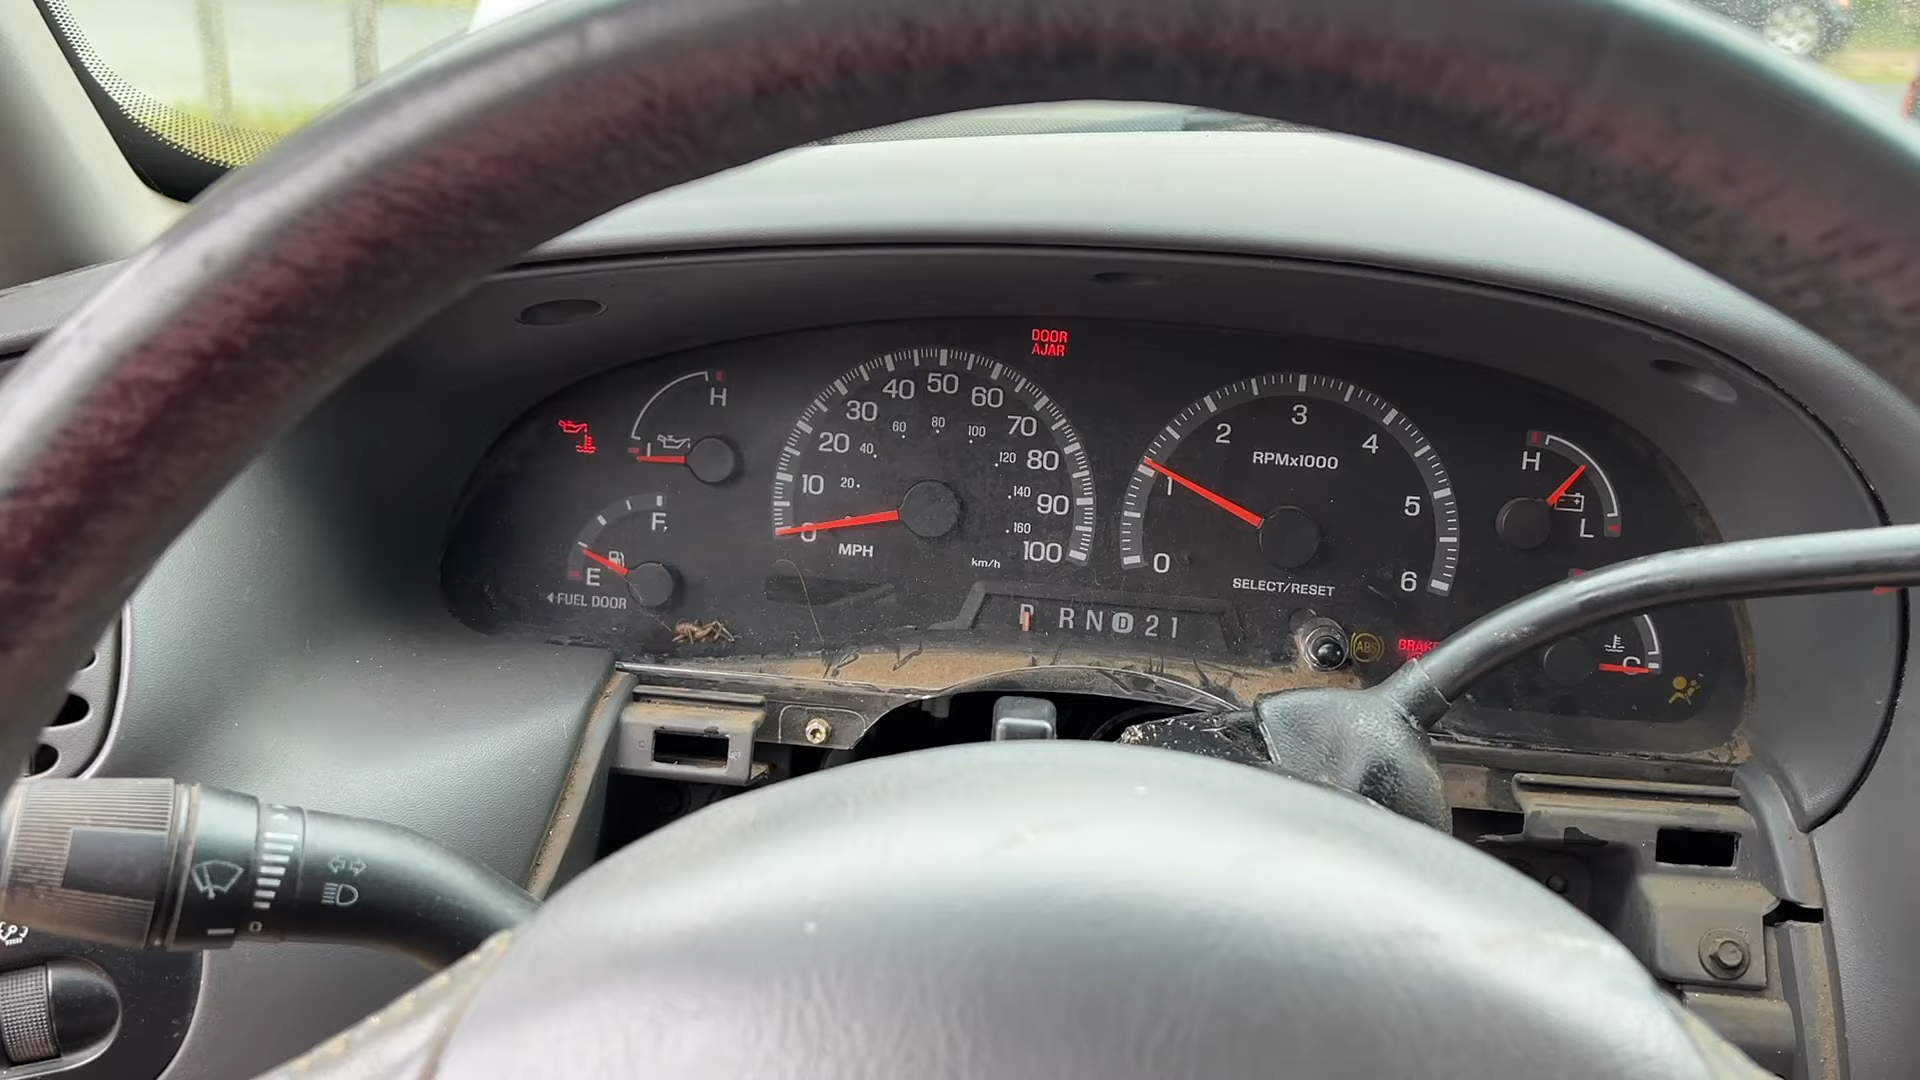 DOOR
AJAR
H
L
F
E
FUEL DOOR
0
10
20
30
40
50
60
70
80
90
100
20
40
60
80
100
120
140
160
MPH
km/h
0
1
2
3
4
5
6
RPMx1000
SELECT/RESET
P R N D 2 1
H
L
ABS
BRAKE
C